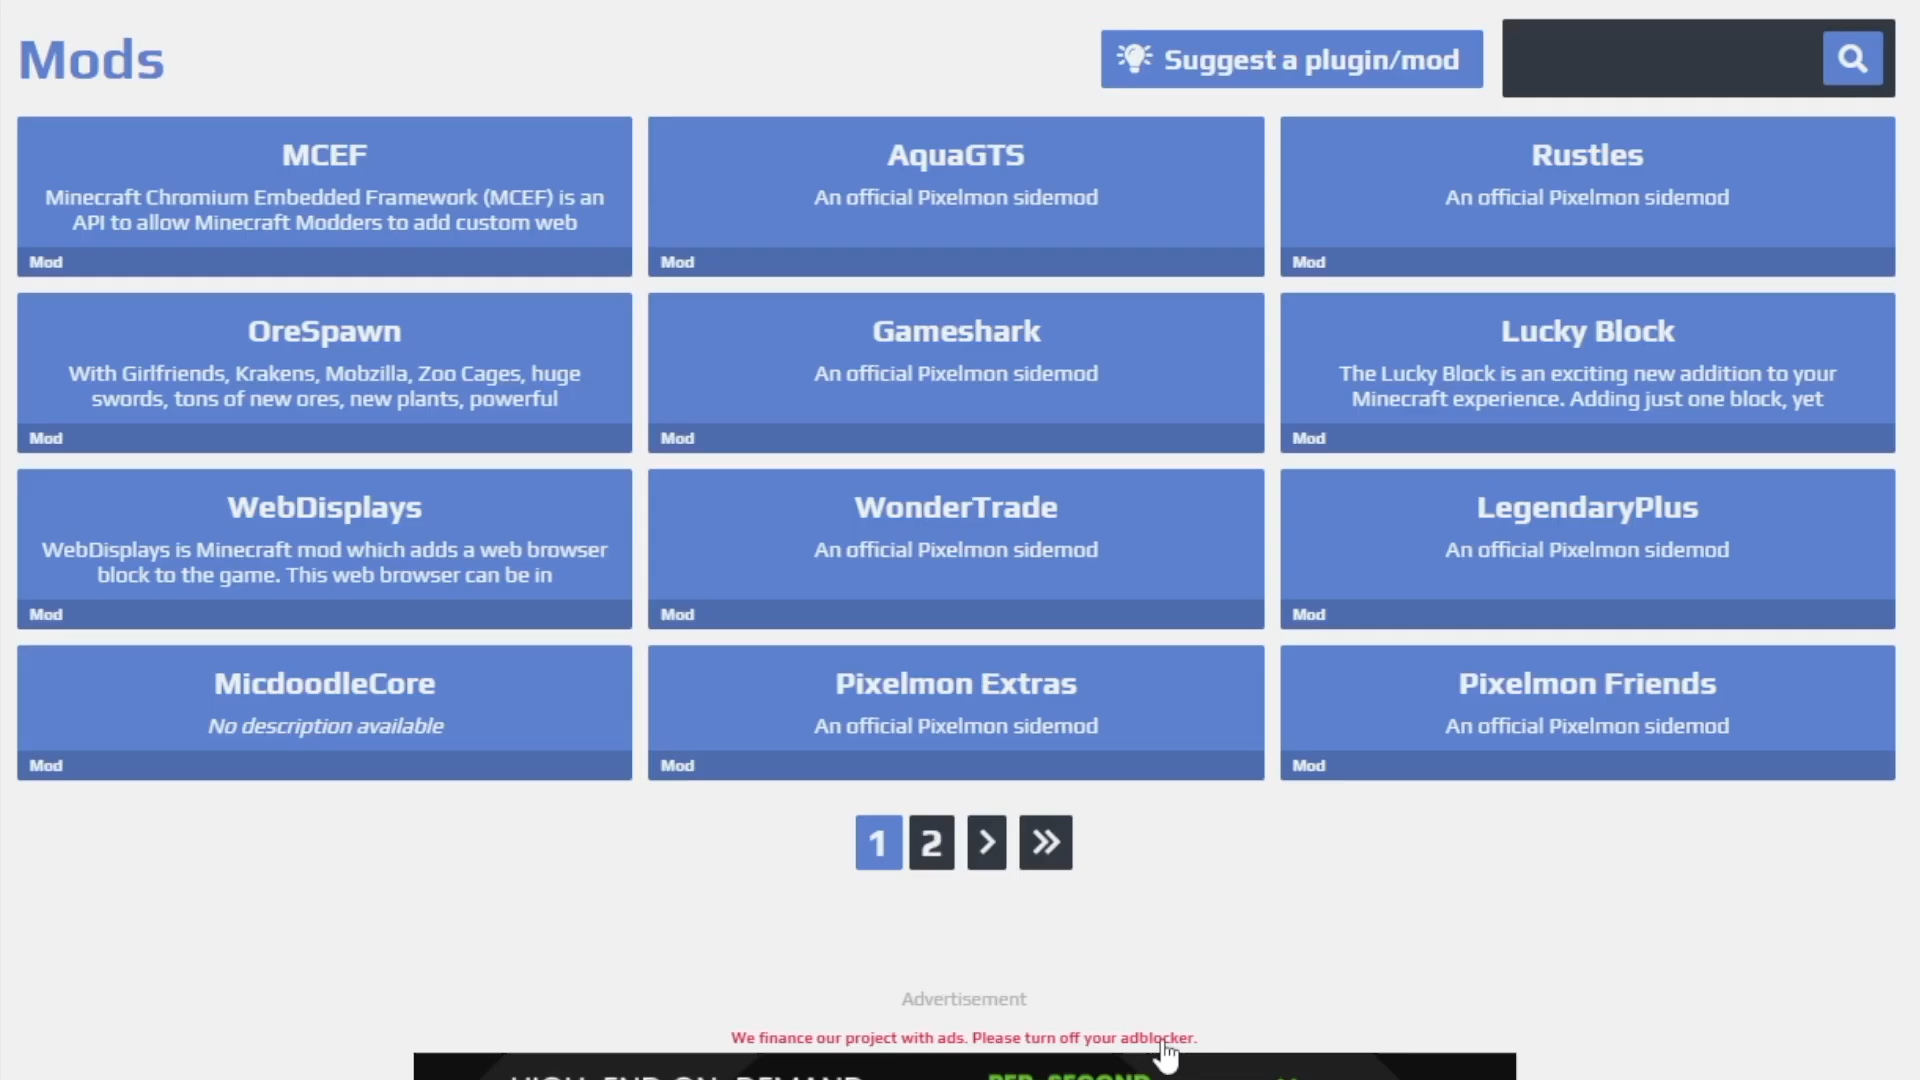 Mods
Suggest a plugin/mod
MCEF
Minecraft Chromium Embedded Framework (MCEF) is an
API to allow Minecraft Modders to add custom web
Mod
AquaGTS
An official Pixelmon sidemod
Mod
Rustles
An official Pixelmon sidemod
Mod
OreSpawn
With Girlfriends, Krakens, Mobzilla, Zoo Cages, huge
swords, tons of new ores, new plants, powerful
Mod
Gameshark
An official Pixelmon sidemod
Mod
Lucky Block
The Lucky Block is an exciting new addition to your
Minecraft experience. Adding just one block, yet
Mod
WebDisplays
WebDisplays is Minecraft mod which adds a web browser
block to the game. This web browser can be in
Mod
WonderTrade
An official Pixelmon sidemod
Mod
LegendaryPlus
An official Pixelmon sidemod
Mod
MicdoodleCore
No description available
Mod
Pixelmon Extras
An official Pixelmon sidemod
Mod
Pixelmon Friends
An official Pixelmon sidemod
Mod
1 2
Advertisement
We finance our project with ads. Please turn off your adblocker.
HIGH-END ON-DEMAND
PER-SECOND